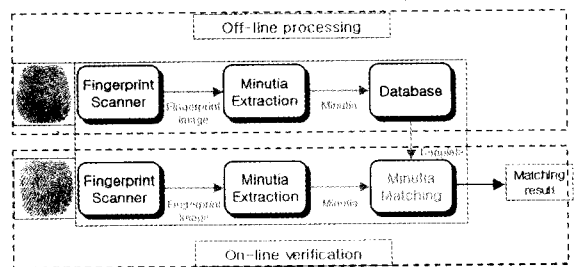 Off-line processing
Fingerprint
Scanner
Fingerprint
image
Minutia
Extraction
Minutia
Database
Template
Fingerprint
Scanner
Fingerprint
Image
Minutia
Extraction
Minutia
Minutia
Matching
Matching
result
On-line verification